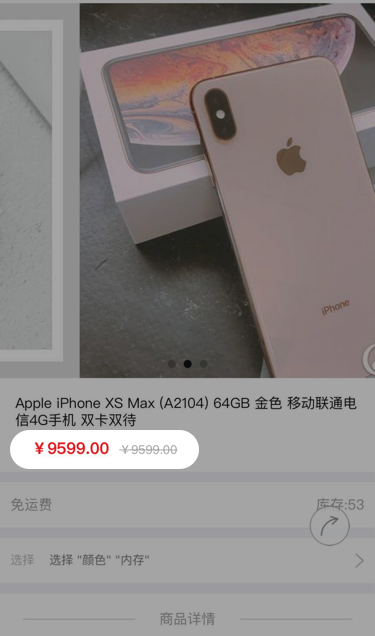 iPhone
Apple iPhone XS Max (A2104) 64GB 金色 移动联通电
信4G手机 双卡双待
￥9599.00 ￥9599.00
免运费 库存:53
选择 选择 "颜色" "内存"
商品详情